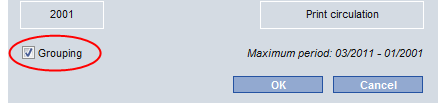 2001 Print circulation
Grouping Maximum period: 03/2011 - 01/2001
OK Cancel